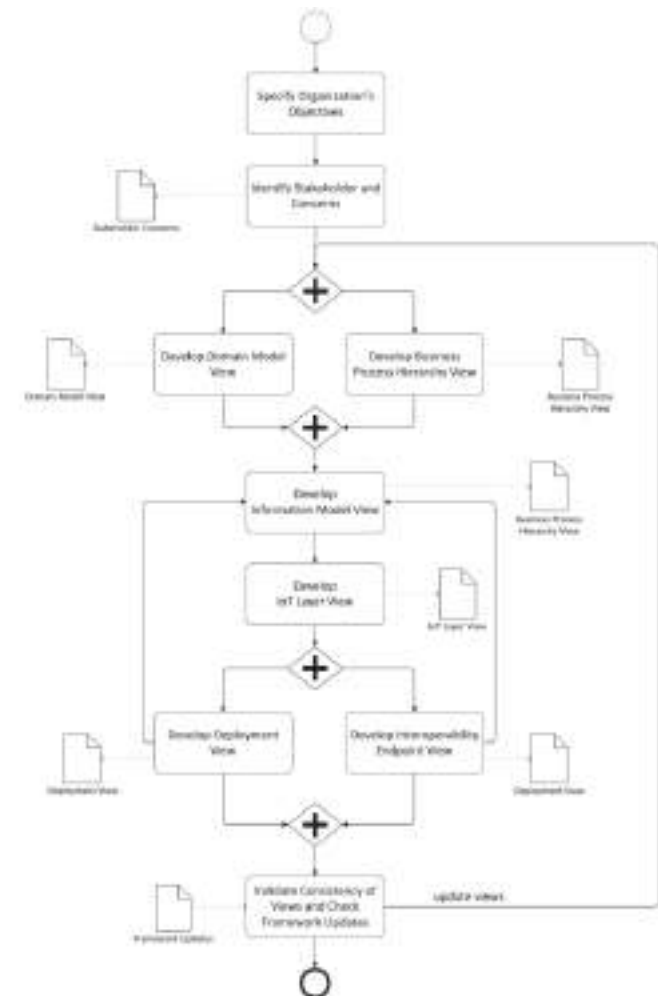 Specify Organization's
Objectives
Identify Stakeholder and
Concerns
Stakeholder Concerns
Develop Domain Model
View
Develop Business
Process Hierarchy View
Domain Model View
Business Process
Hierarchy View
Develop
Information Model View
Business Process
Hierarchy View
Develop
IoT Layer View
IoT Layer View
Develop Deployment
View
Develop Interoperability
Endpoint View
Deployment View
Deployment View
Validate Consistency of
Views and Check
Framework Updates
update views
Framework Updates